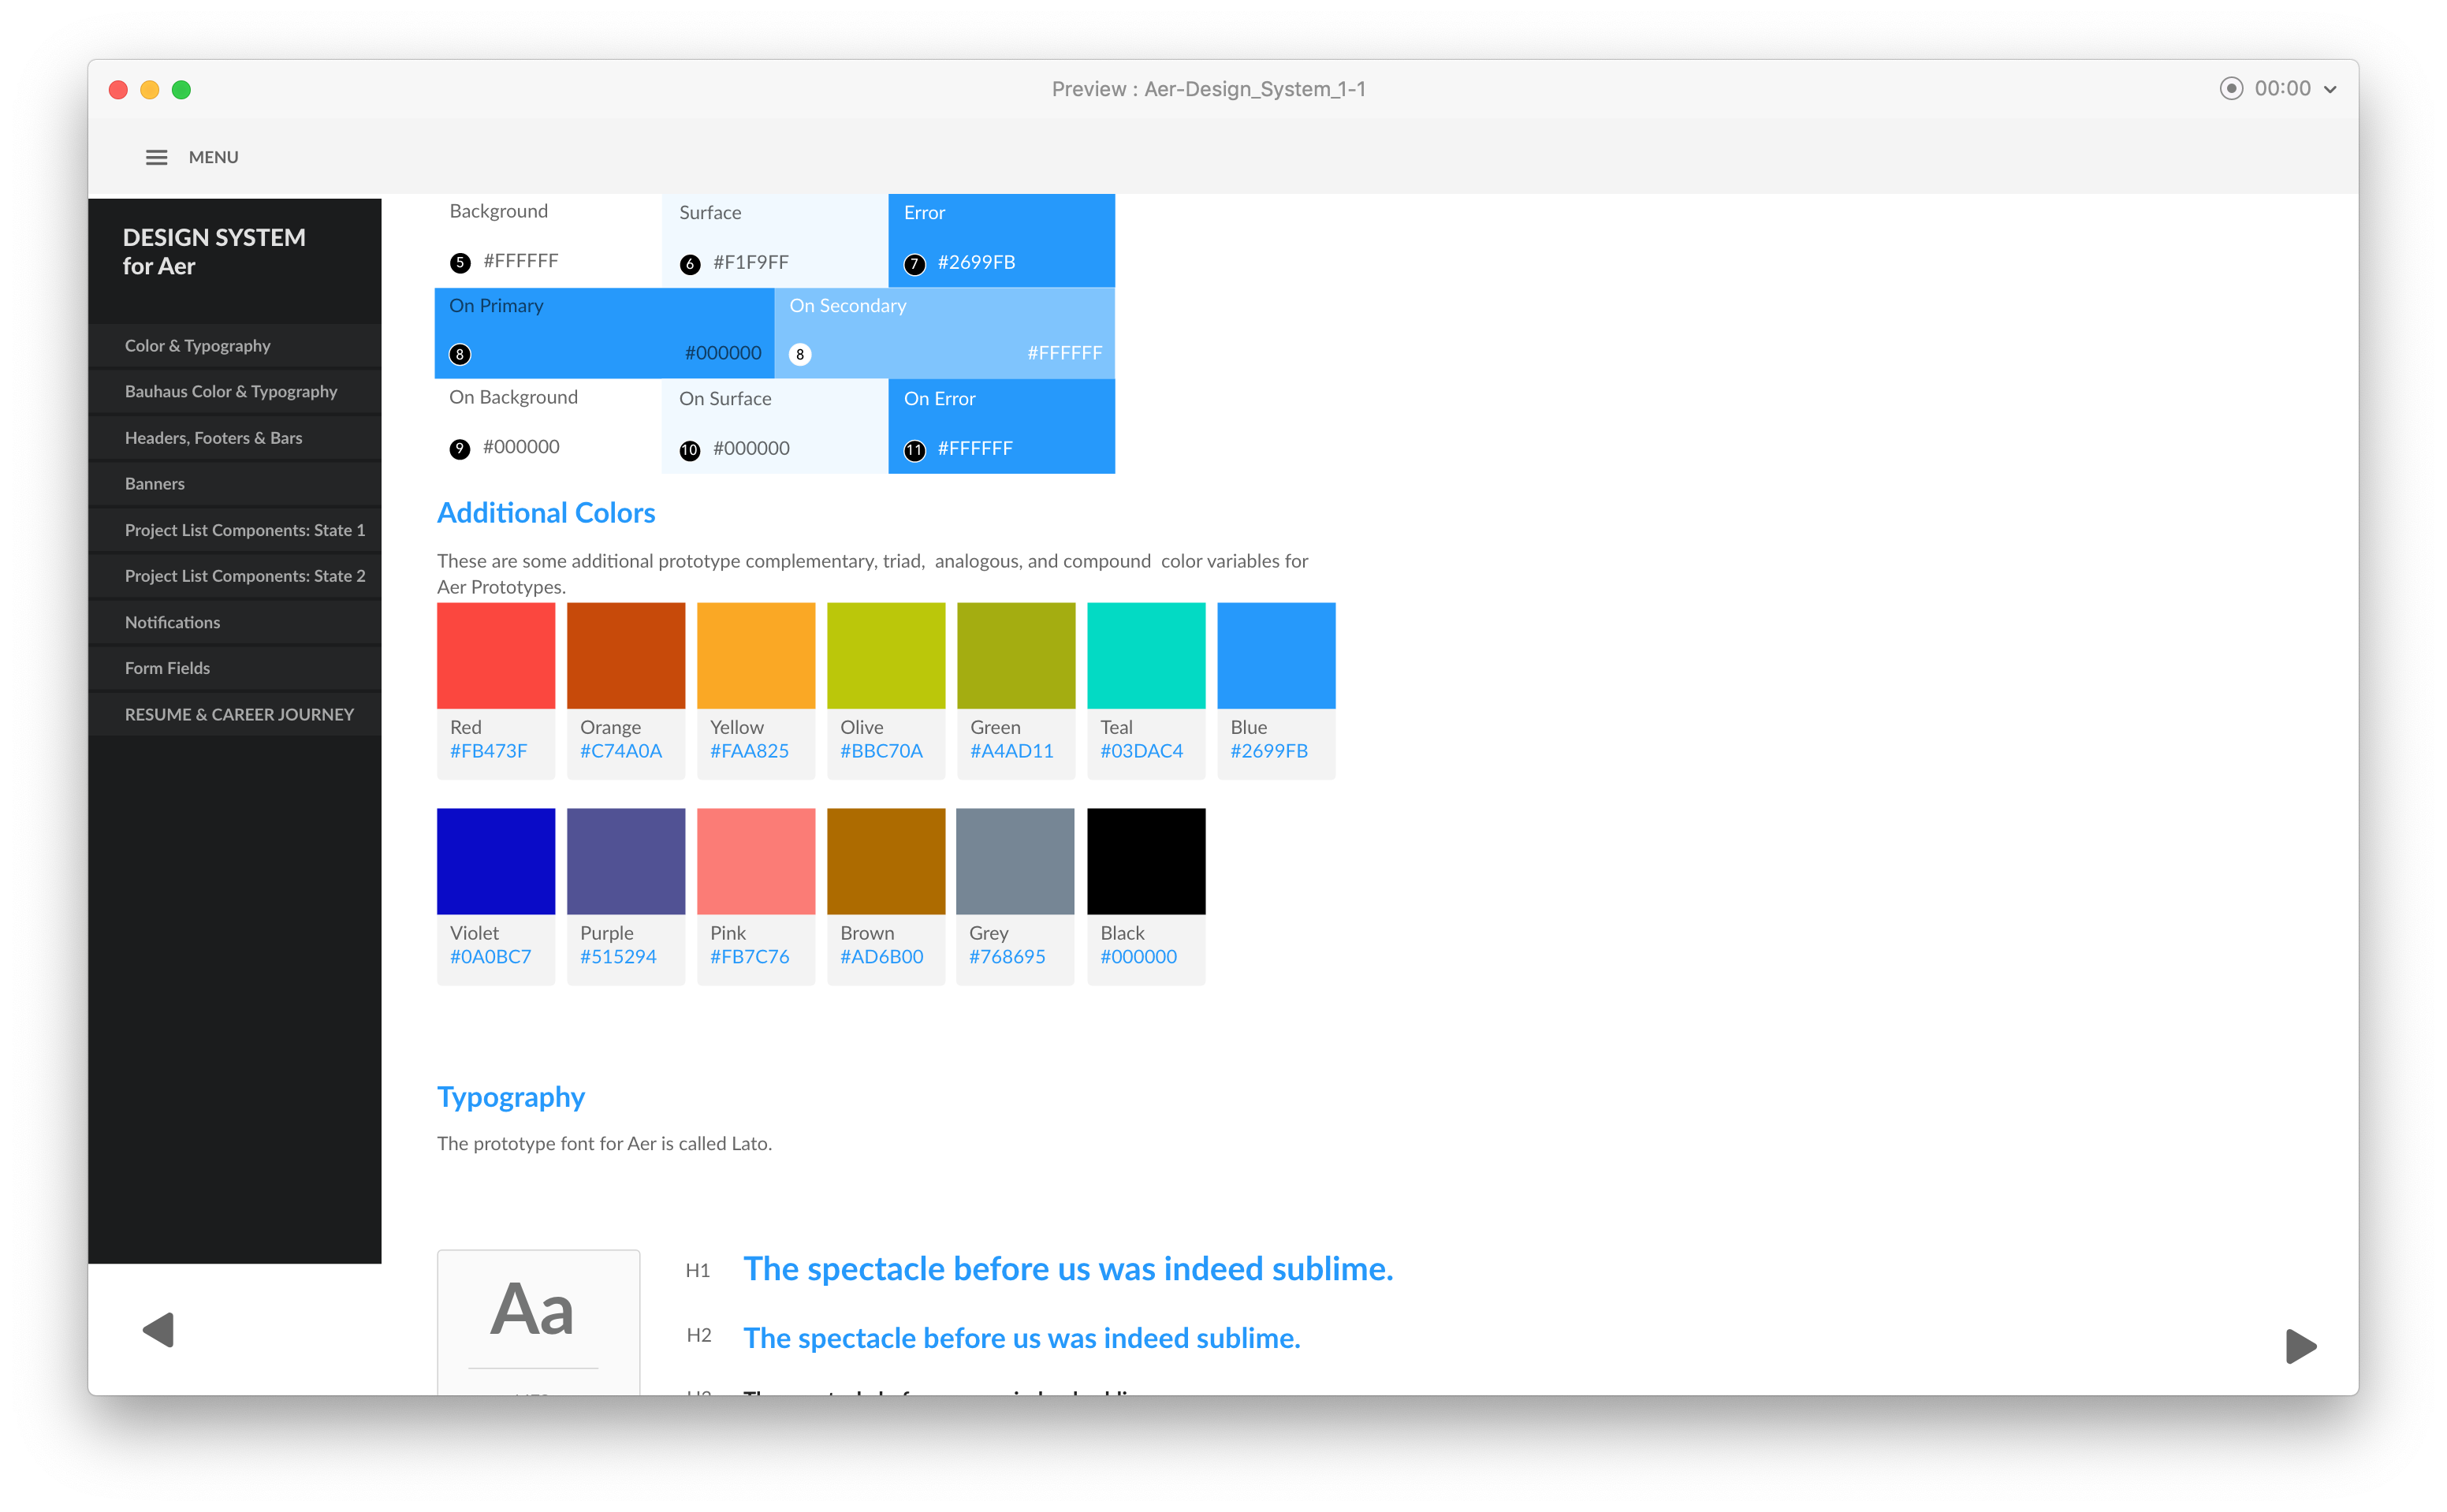 Preview : Aer-Design_System_1-1
00:00
MENU
DESIGN SYSTEM
for Aer
Color & Typography
Bauhaus Color & Typography
Headers, Footers & Bars
Banners
Project List Components: State 1
Project List Components: State 2
Notifications
Form Fields
RESUME & CAREER JOURNEY
Background Surface Error
5 #FFFFFF 6 #F1F9FF 7 #2699FB
On Primary On Secondary
8 #000000 8 #FFFFFF
On Background On Surface On Error
9 #000000 10 #000000 11 #FFFFFF
Additional Colors
These are some additional prototype complementary, triad, analogous, and compound color variables for
Aer Prototypes.
Red Orange Yellow Olive Green Teal Blue
#FB473F #C74A0A #FAA825 #BBC70A #A4AD11 #03DAC4 #2699FB
Violet Purple Pink Brown Grey Black
#0A0BC7 #515294 #FB7C76 #AD6B00 #768695 #000000
Typography
The prototype font for Aer is called Lato.
Aa
H1 The spectacle before us was indeed sublime.
H2 The spectacle before us was indeed sublime.